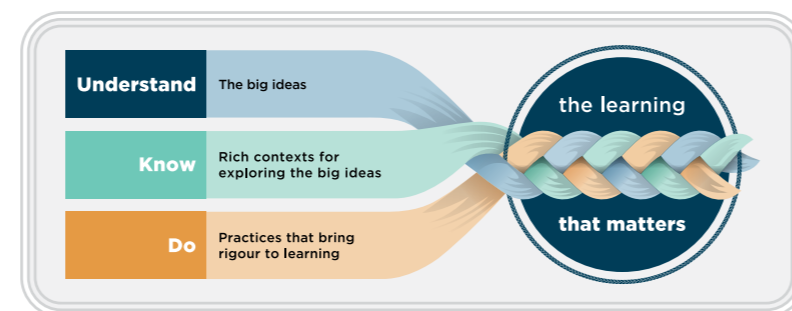 Understand
The big ideas
Know
Rich contexts for
exploring the big ideas
Do
Practices that bring
rigour to learning
the learning
that matters